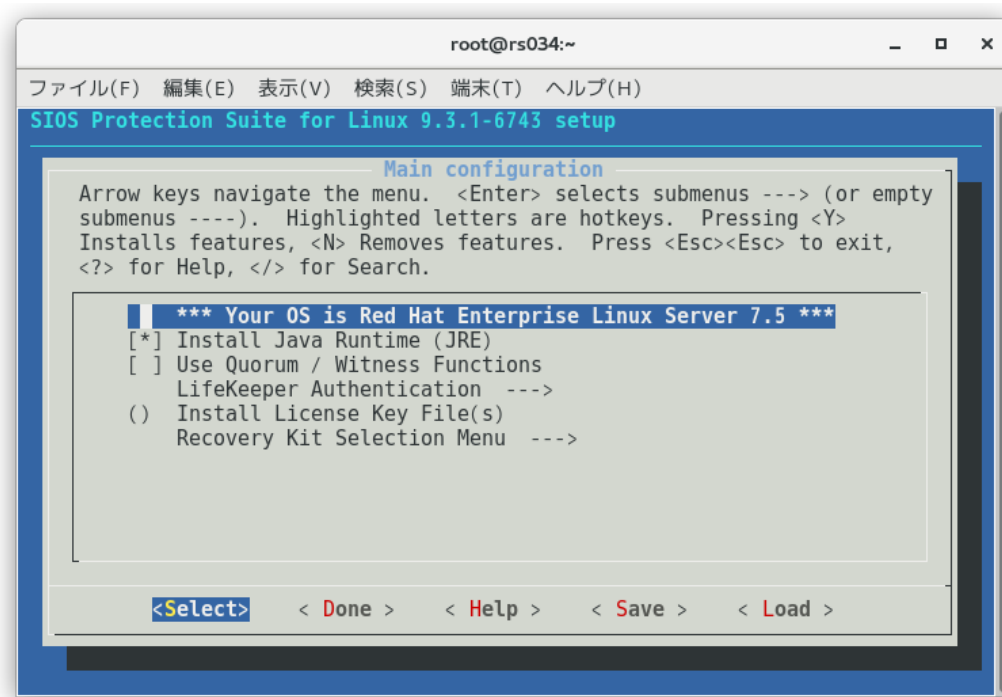 root@rs034:~
ファイル(F) 編集(E) 表示(V) 検索(S) 端末(T) ヘルプ(H)
SIOS Protection Suite for Linux 9.3.1-6743 setup
Main configuration
Arrow keys navigate the menu. <Enter> selects submenus ---> (or empty
submenus ----). Highlighted letters are hotkeys. Pressing <Y>
Installs features, <N> Removes features. Press <Esc><Esc> to exit,
<?> for Help, </> for Search.
*** Your OS is Red Hat Enterprise Linux Server 7.5 ***
[*] Install Java Runtime (JRE)
[ ] Use Quorum / Witness Functions
LifeKeeper Authentication --->
() Install License Key File(s)
Recovery Kit Selection Menu --->
<Select> < Done > < Help > < Save > < Load >